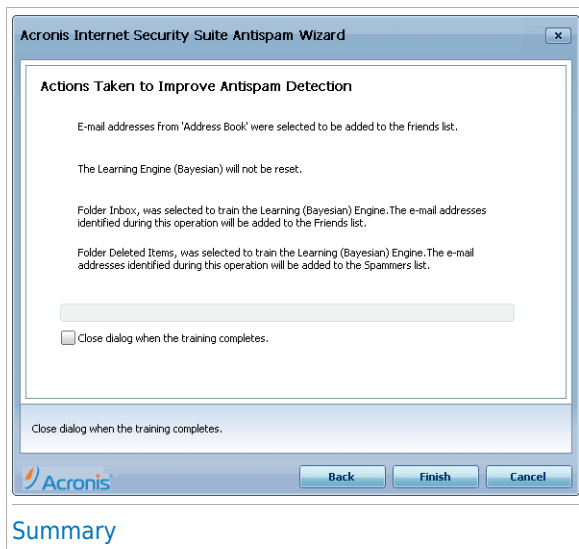 Acronis Internet Security Suite Antispam Wizard
Actions Taken to Improve Antispam Detection
E-mail addresses from 'Address Book' were selected to be added to the friends list.
The Learning Engine (Bayesian) will not be reset.
Folder Inbox, was selected to train the Learning (Bayesian) Engine.The e-mail addresses
identified during this operation will be added to the Friends list.
Folder Deleted Items, was selected to train the Learning (Bayesian) Engine.The e-mail
addresses identified during this operation will be added to the Spammers list.
Close dialog when the training completes.
Close dialog when the training completes.
Acronis
Back
Finish
Cancel
Summary